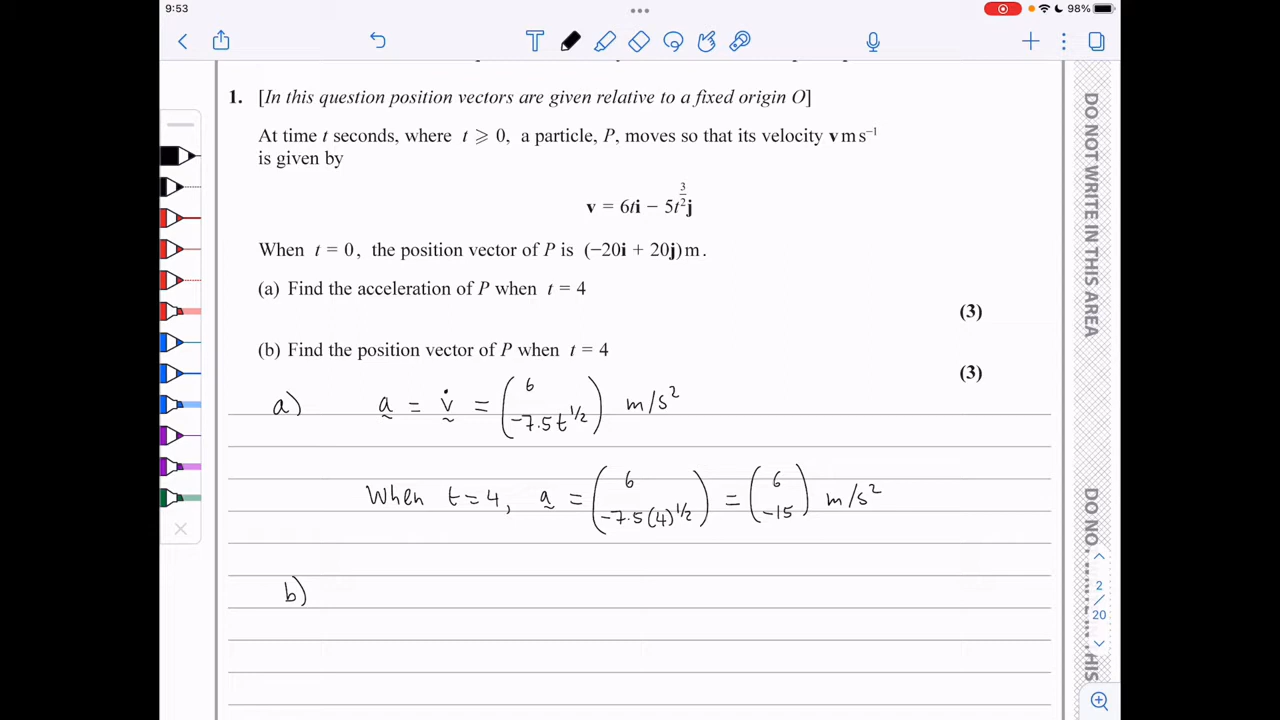 9:53
98%
1. [In this question position vectors are given relative to a fixed origin O]
At time t seconds, where t ⩾ 0, a particle, P, moves so that its velocity v m s⁻¹
is given by
v = 6ti − 5t^(3/2)j
When t = 0, the position vector of P is (−20i + 20j) m.
(a) Find the acceleration of P when t = 4
(3)
(b) Find the position vector of P when t = 4
(3)
a) a = v̇ = (6, -7.5t^(1/2)) m/s²
When t=4, a = (6, -7.5(4)^(1/2)) = (6, -15) m/s²
b)
DO NOT WRITE IN THIS AREA
DO NO
HIS
2
/
20